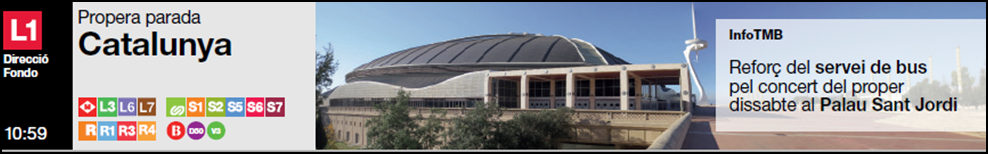 L1
Direcció
Fondo
10:59
Propera parada
Catalunya
L3 L6 L7 S1 S2 S5 S6 S7
R R1 R3 R4 B D50 V3
InfoTMB
Reforç del servei de bus
pel concert del proper
dissabte al Palau Sant Jordi